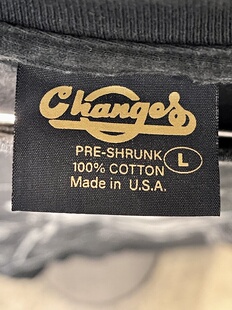 Changes
PRE-SHRUNK
100% COTTON
Made in U.S.A.
L